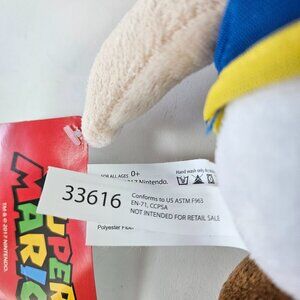 SUPER
MARIO
TM & © 2017 NINTENDO.
FOR ALL AGES 0+
2017 Nintendo.
Hand wash only
33616
Conforms to US ASTM F963
EN-71, CCPSA
NOT INTENDED FOR RETAIL SALE
Polyester